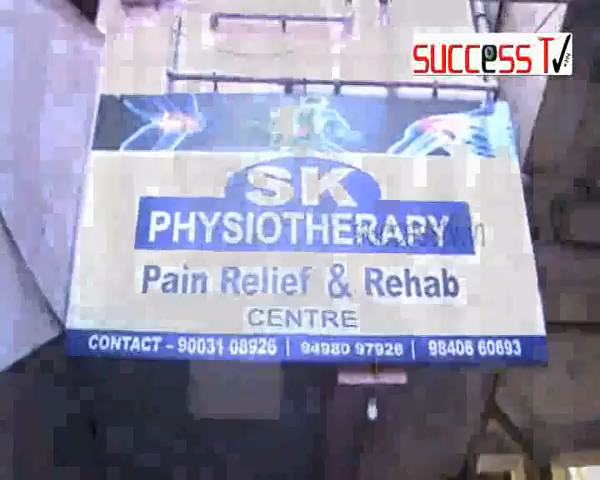 success TV
SK
PHYSIOTHERAPY
Pain Relief & Rehab
CENTRE
CONTACT - 90031 08926 | 94980 97926 | 98406 60693